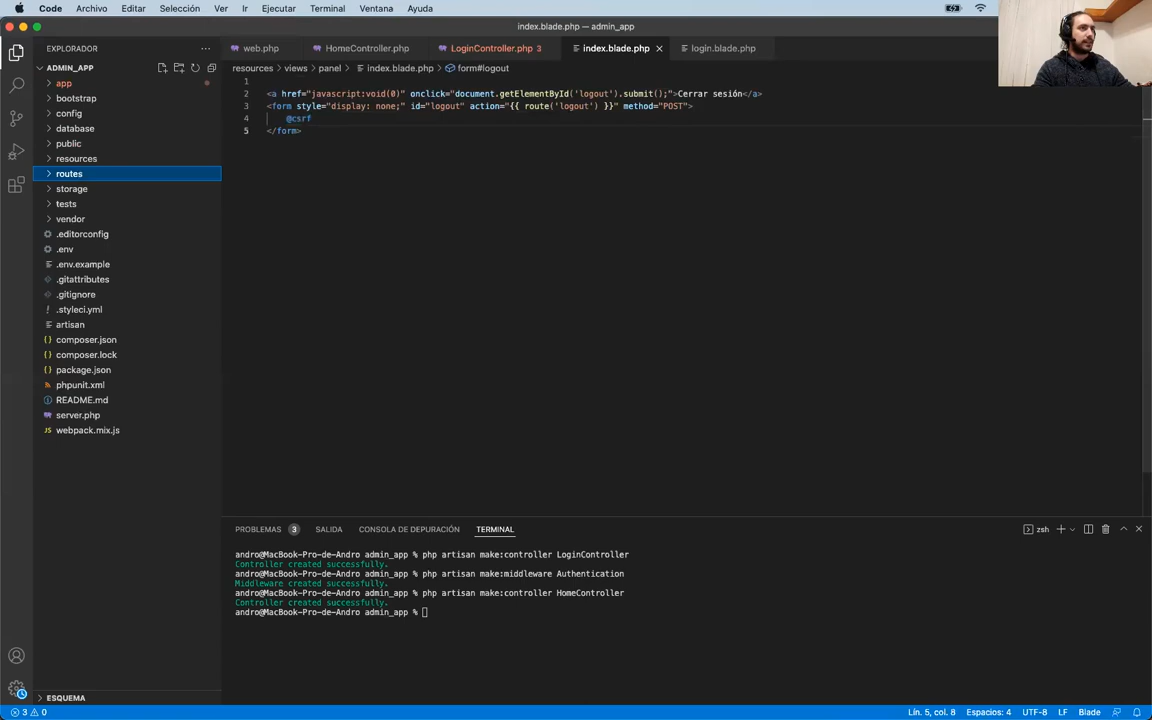 Code Archivo Editar Selección Ver Ir Ejecutar Terminal Ventana Ayuda
index.blade.php — admin_app
EXPLORADOR ···
web.php HomeController.php LoginController.php 3 index.blade.php login.blade.php
ADMIN_APP
resources > views > panel > index.blade.php > form#logout
app
bootstrap
config
database
public
resources
routes
storage
tests
vendor
.editorconfig
.env
.env.example
.gitattributes
.gitignore
.styleci.yml
artisan
composer.json
composer.lock
package.json
phpunit.xml
README.md
server.php
webpack.mix.js
1
2 <a href="javascript:void(0)" onclick="document.getElementById('logout').submit();">Cerrar sesión</a>
3 <form style="display: none;" id="logout" action="{{ route('logout') }}" method="POST">
4 @csrf
5 </form>
PROBLEMAS 3 SALIDA CONSOLA DE DEPURACIÓN TERMINAL zsh
andro@MacBook-Pro-de-Andro admin_app % php artisan make:controller LoginController
Controller created successfully.
andro@MacBook-Pro-de-Andro admin_app % php artisan make:middleware Authentication
Middleware created successfully.
andro@MacBook-Pro-de-Andro admin_app % php artisan make:controller HomeController
Controller created successfully.
andro@MacBook-Pro-de-Andro admin_app %
ESQUEMA
3 0 Lín. 5, col. 8 Espacios: 4 UTF-8 LF Blade